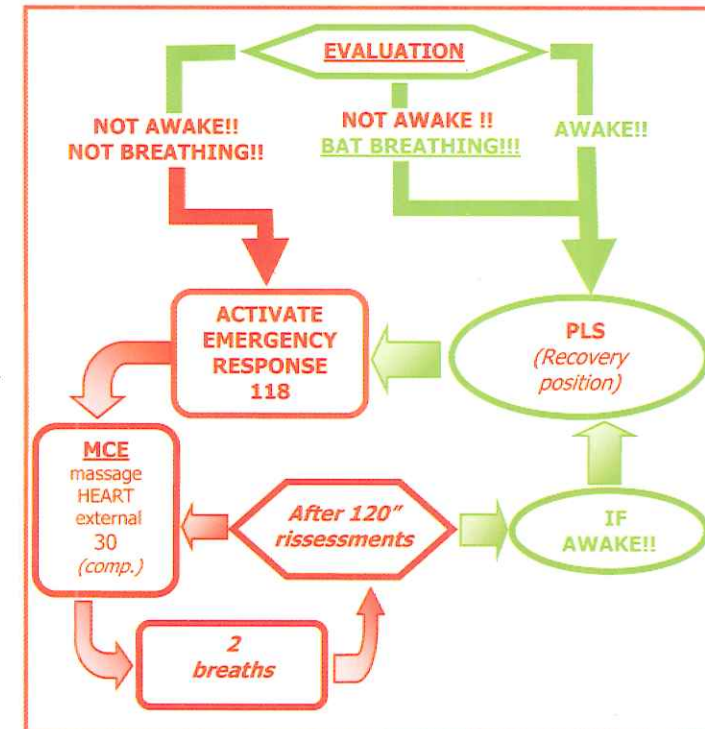 EVALUATION
NOT AWAKE!!
NOT BREATHING!!
NOT AWAKE !!
BAT BREATHING!!!
AWAKE!!
ACTIVATE
EMERGENCY
RESPONSE
118
PLS
(Recovery
position)
MCE
massage
HEART
external
30
(comp.)
After 120”
rissessments
IF
AWAKE!!
2
breaths